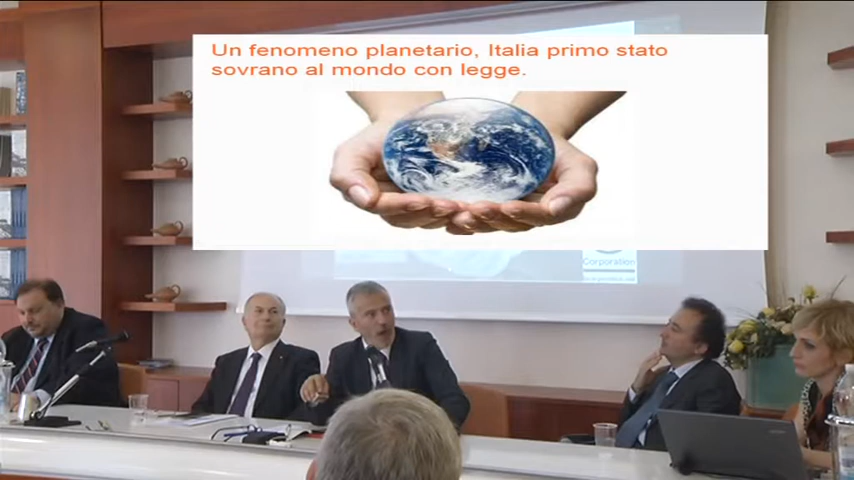 Un fenomeno planetario, Italia primo stato
sovrano al mondo con legge.
Corporation